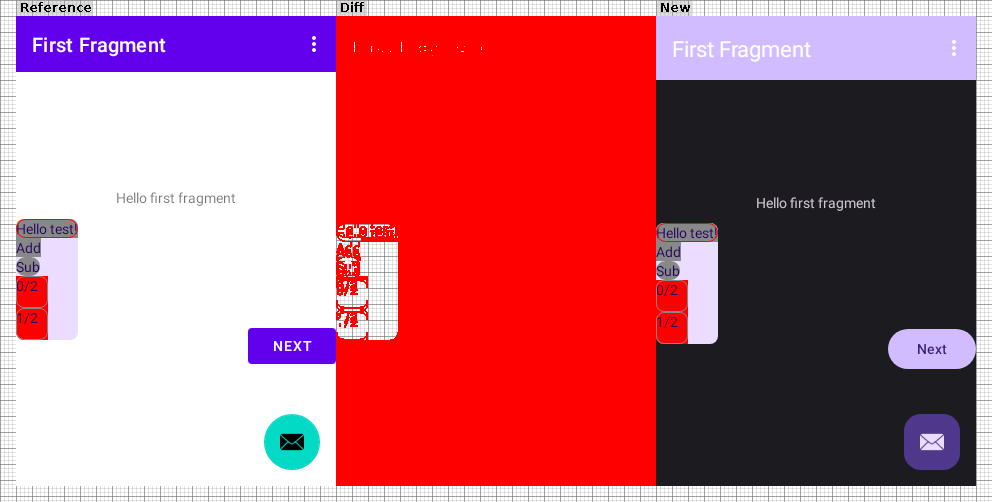 Reference
First Fragment
Hello first fragment
Hello test!
Add
Sub
0/2
1/2
NEXT
Diff
New
First Fragment
Hello first fragment
Hello test!
Add
Sub
0/2
1/2
Next